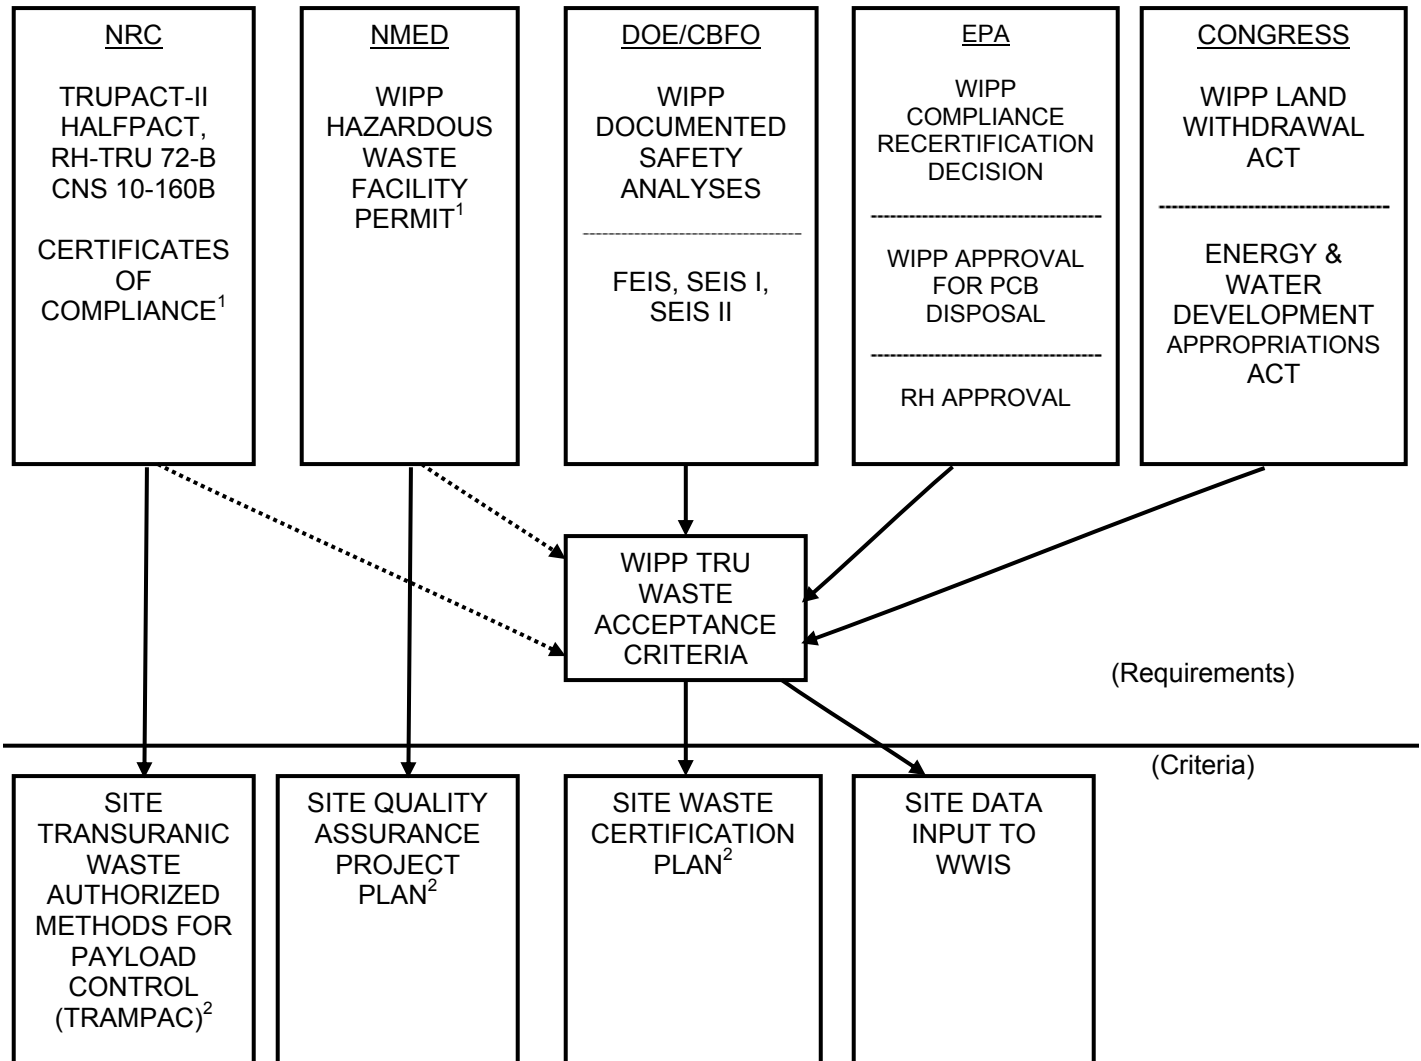 NRC
TRUPACT-II
HALFPACT,
RH-TRU 72-B
CNS 10-160B
CERTIFICATES
OF
COMPLIANCE1
NMED
WIPP
HAZARDOUS
WASTE
FACILITY
PERMIT1
DOE/CBFO
WIPP
DOCUMENTED
SAFETY
ANALYSES
FEIS, SEIS I,
SEIS II
EPA
WIPP
COMPLIANCE
RECERTIFICATION
DECISION
WIPP APPROVAL
FOR PCB
DISPOSAL
RH APPROVAL
CONGRESS
WIPP LAND
WITHDRAWAL
ACT
ENERGY &
WATER
DEVELOPMENT
APPROPRIATIONS
ACT
WIPP TRU
WASTE
ACCEPTANCE
CRITERIA
(Requirements)
(Criteria)
SITE
TRANSURANIC
WASTE
AUTHORIZED
METHODS FOR
PAYLOAD
CONTROL
(TRAMPAC)2
SITE QUALITY
ASSURANCE
PROJECT
PLAN2
SITE WASTE
CERTIFICATION
PLAN2
SITE DATA
INPUT TO
WWIS